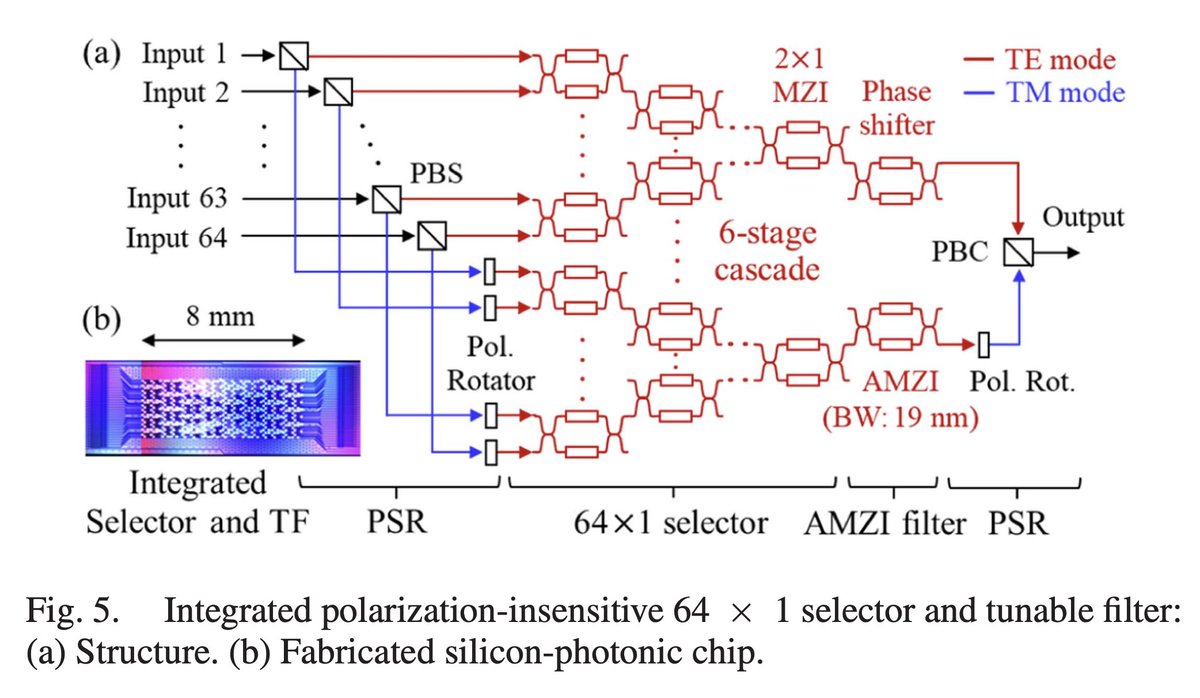 (a)
Input 1
Input 2
Input 63
Input 64
PBS
2×1
MZI
Phase
shifter
TE mode
TM mode
6-stage
cascade
Output
PBC
(b)
8 mm
Pol.
Rotator
AMZI
(BW: 19 nm)
Pol. Rot.
Integrated
Selector and TF
PSR
64×1 selector
AMZI filter
PSR
Fig. 5. Integrated polarization-insensitive 64 × 1 selector and tunable filter:
(a) Structure. (b) Fabricated silicon-photonic chip.